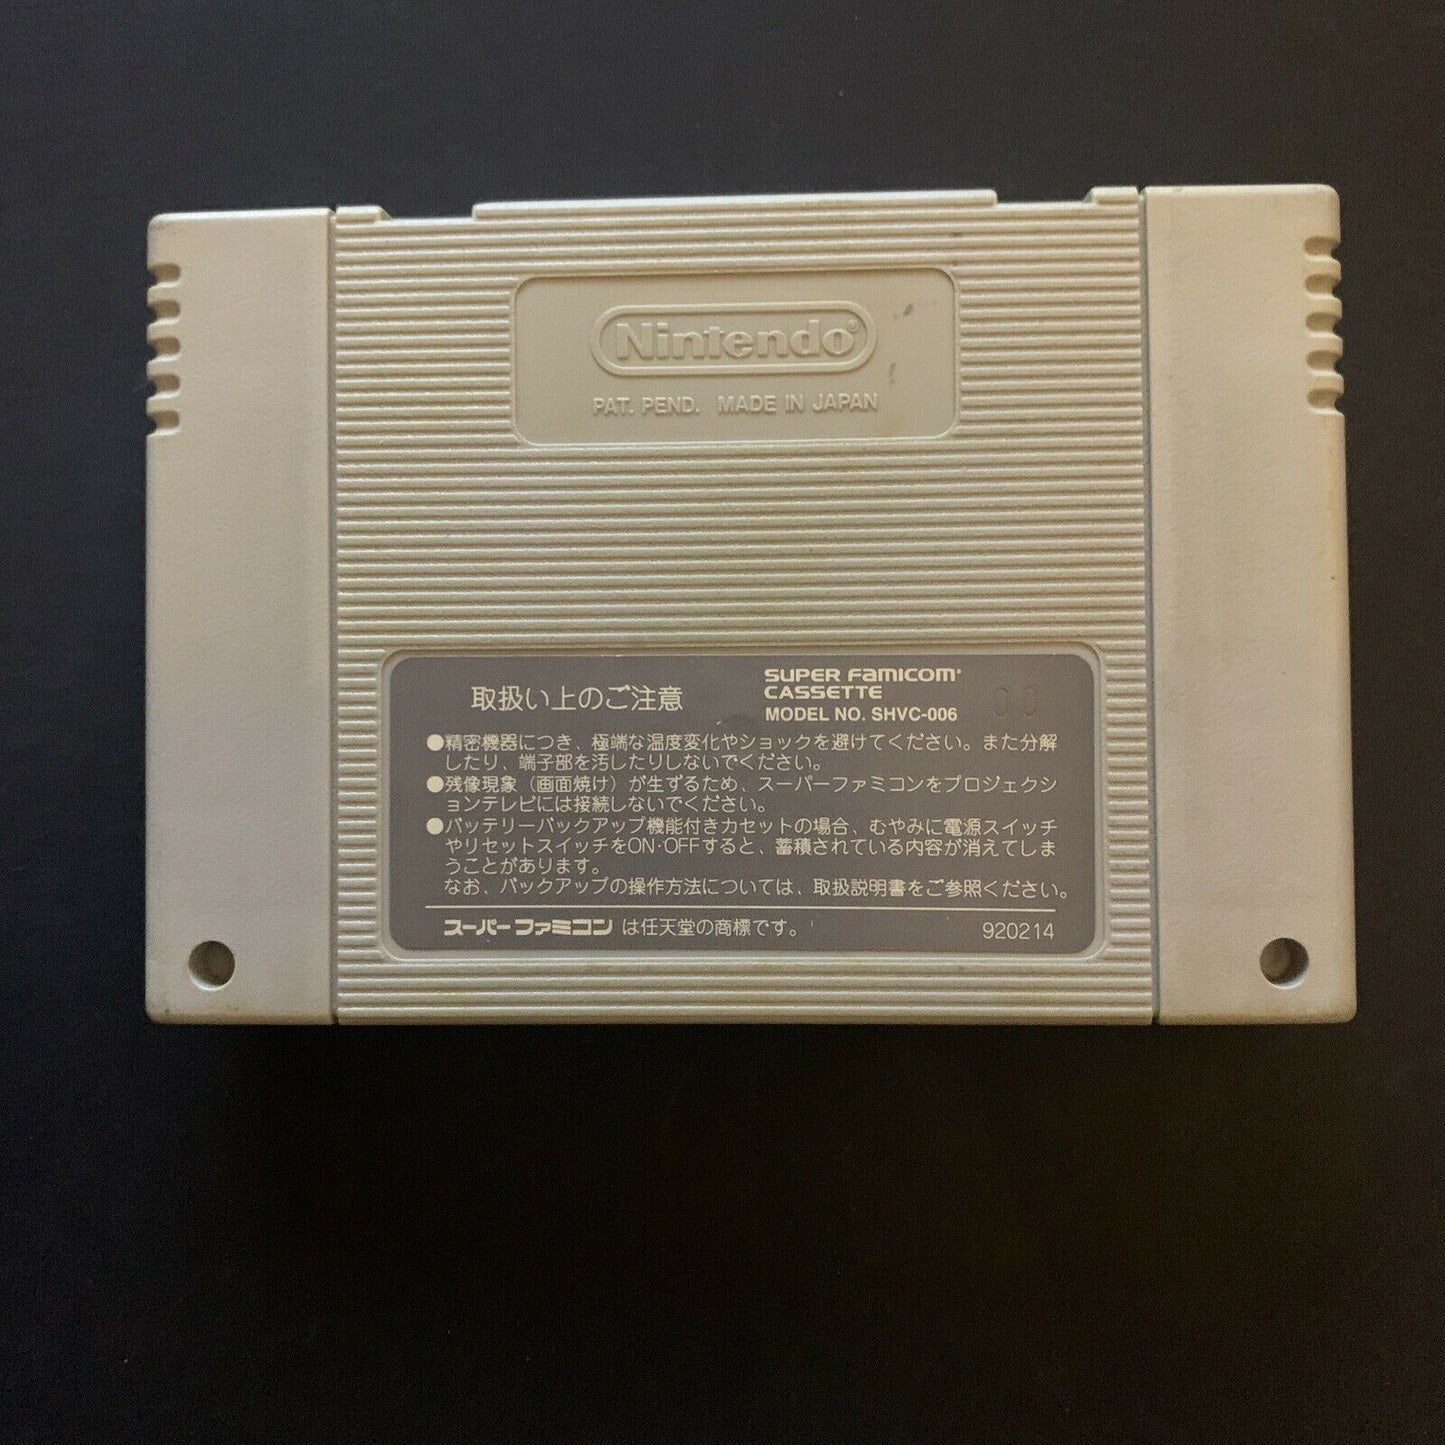 Nintendo®
PAT. PEND. MADE IN JAPAN
取扱い上のご注意
SUPER FAMICOM®
CASSETTE
MODEL NO. SHVC-006
00
●精密機器につき、極端な温度変化やショックを避けてください。また分解
したり、端子部を汚したりしないでください。
●残像現象（画面焼け）が生ずるため、スーパーファミコンをプロジェクシ
ョンテレビには接続しないでください。
●バッテリーバックアップ機能付きカセットの場合、むやみに電源スイッチ
やリセットスイッチをON・OFFすると、蓄積されている内容が消えてしま
うことがあります。
なお、バックアップの操作方法については、取扱説明書をご参照ください。
スーパーファミコンは任天堂の商標です。
920214